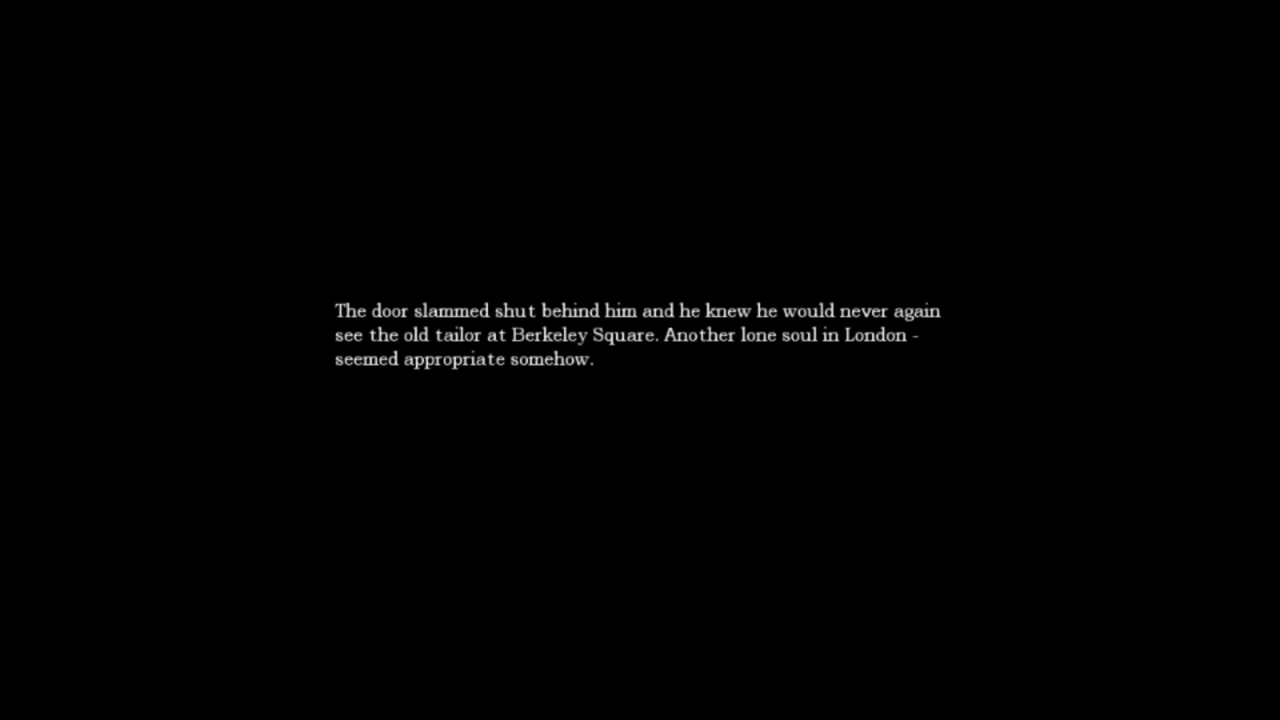 The door slammed shut behind him and he knew he would never again
see the old tailor at Berkeley Square. Another lone soul in London -
seemed appropriate somehow.